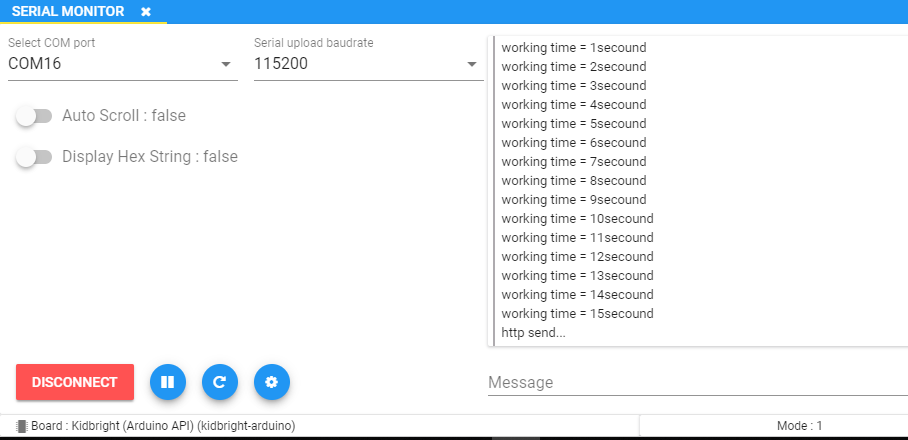 SERIAL MONITOR ✖
Select COM port
COM16
Serial upload baudrate
115200
Auto Scroll : false
Display Hex String : false
working time = 1secound
working time = 2secound
working time = 3secound
working time = 4secound
working time = 5secound
working time = 6secound
working time = 7secound
working time = 8secound
working time = 9secound
working time = 10secound
working time = 11secound
working time = 12secound
working time = 13secound
working time = 14secound
working time = 15secound
http send...
DISCONNECT
Message
Board : Kidbright (Arduino API) (kidbright-arduino)
Mode : 1